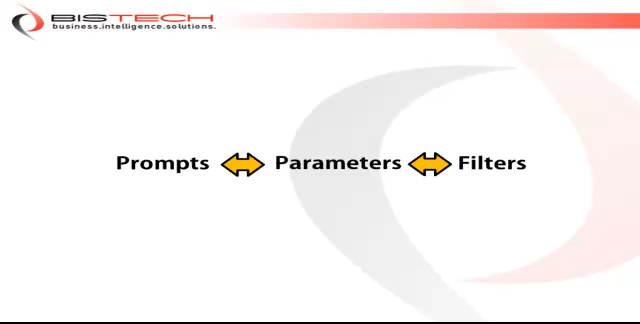 BISTECH
business.intelligence.solutions.
Prompts Parameters Filters